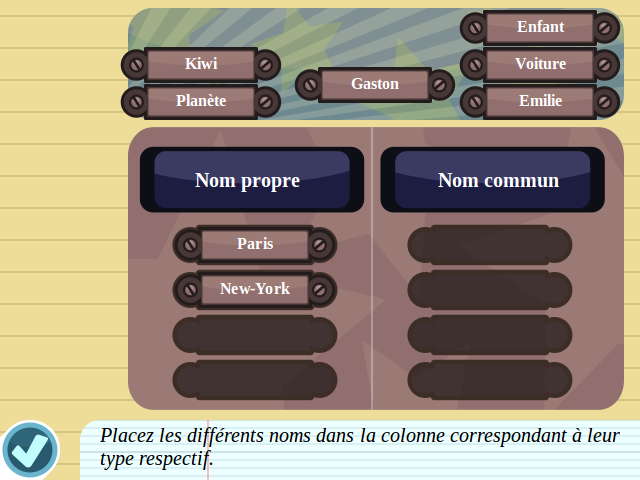 Enfant
Kiwi
Voiture
Gaston
Planète
Emilie
Nom propre
Nom commun
Paris
New-York
Placez les différents noms dans la colonne correspondant à leur
type respectif.